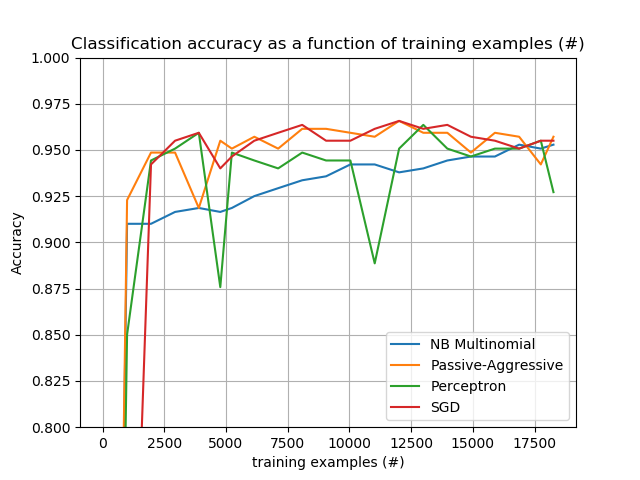 Classification accuracy as a function of training examples (#)
1.000
0.975
0.950
0.925
0.900
0.875
0.850
0.825
0.800
Accuracy
NB Multinomial
Passive-Aggressive
Perceptron
SGD
0 2500 5000 7500 10000 12500 15000 17500
training examples (#)